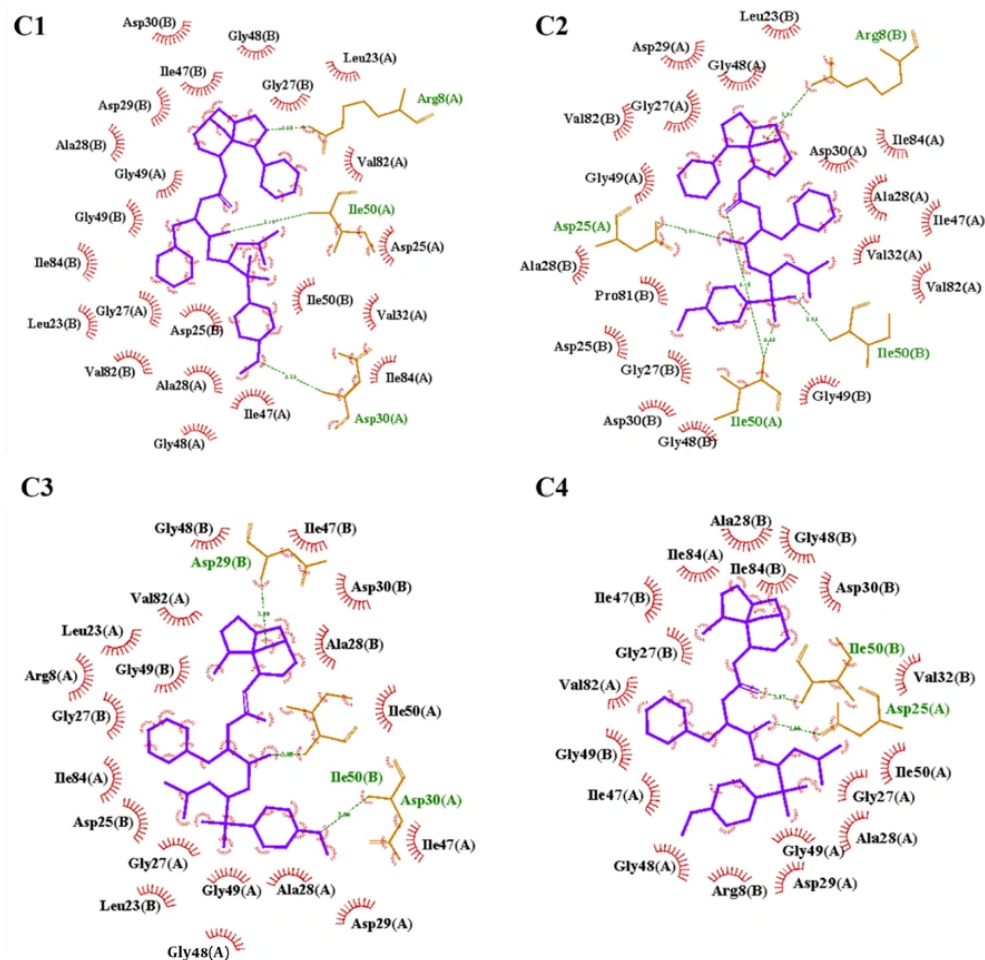 C1
Asp30(B)
Gly48(B)
Leu23(A)
Ile47(B)
Gly27(B)
Asp29(B)
Arg8(A)
Ala28(B)
Val82(A)
Gly49(A)
Gly49(B)
Ile50(A)
Asp25(A)
Ile84(B)
Ile50(B)
Gly27(A)
Val32(A)
Leu23(B)
Asp25(B)
Val82(B)
Ala28(A)
Ile84(A)
Ile47(A)
Asp30(A)
Gly48(A)
C2
Leu23(B)
Arg8(B)
Asp29(A)
Gly48(A)
Gly27(A)
Val82(B)
Ile84(A)
Asp30(A)
Gly49(A)
Ala28(A)
Ile47(A)
Asp25(A)
Val32(A)
Ala28(B)
Val82(A)
Pro81(B)
Asp25(B)
Ile50(B)
Gly27(B)
Gly49(B)
Asp30(B)
Ile50(A)
Gly48(B)
C3
Gly48(B)
Ile47(B)
Asp29(B)
Asp30(B)
Val82(A)
Leu23(A)
Ala28(B)
Arg8(A)
Gly49(B)
Gly27(B)
Ile50(A)
Ile84(A)
Ile50(B)
Asp30(A)
Asp25(B)
Ile47(A)
Gly27(A)
Gly49(A)
Ala28(A)
Leu23(B)
Asp29(A)
Gly48(A)
C4
Ala28(B)
Gly48(B)
Ile84(A)
Ile84(B)
Asp30(B)
Ile47(B)
Gly27(B)
Ile50(B)
Val32(B)
Val82(A)
Asp25(A)
Gly49(B)
Ile50(A)
Ile47(A)
Gly27(A)
Ala28(A)
Gly49(A)
Gly48(A)
Asp29(A)
Arg8(B)